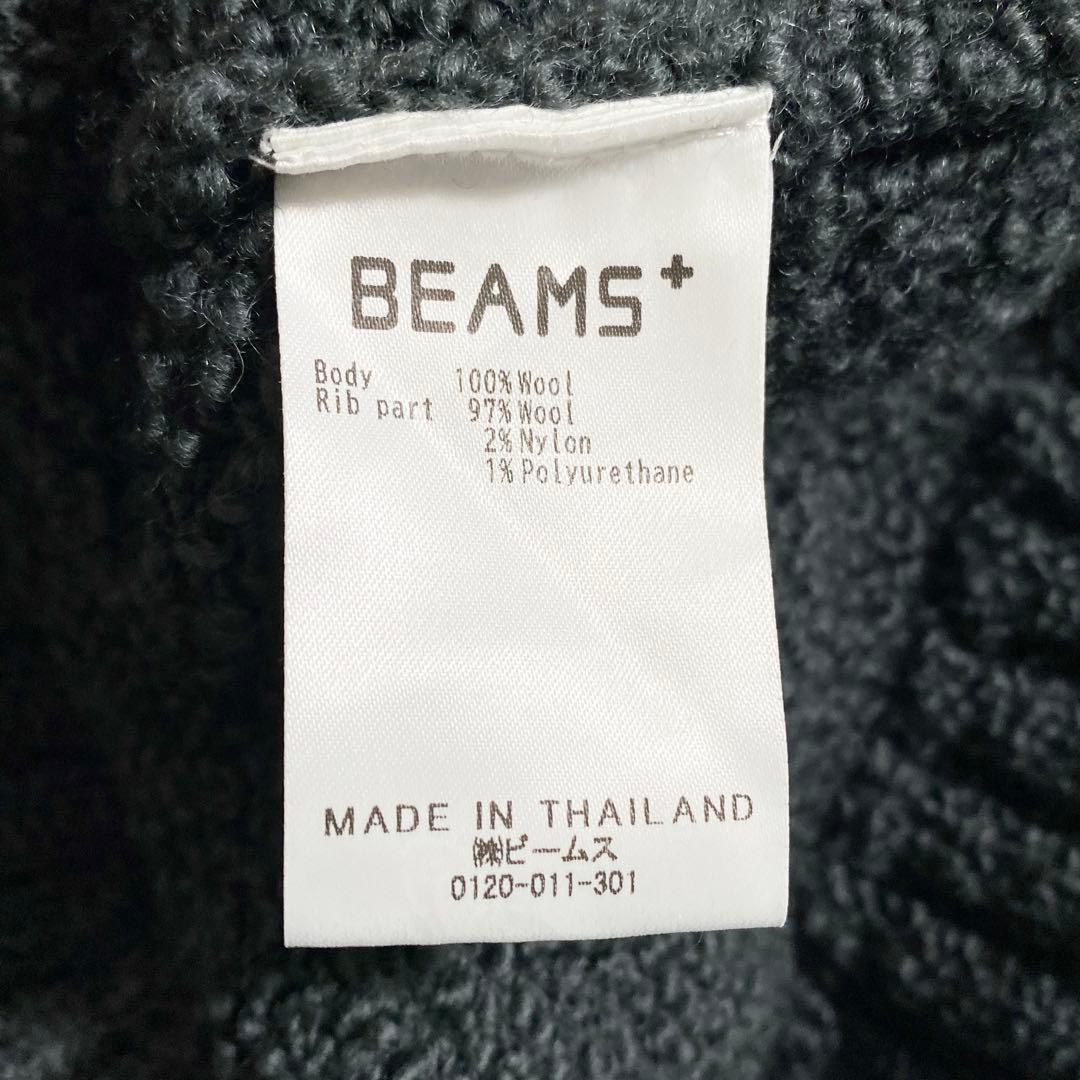 BEAMS+
Body 100% Wool
Rib part 97% Wool
2% Nylon
1% Polyurethane
MADE IN THAILAND
㈱ビームス
0120-011-301